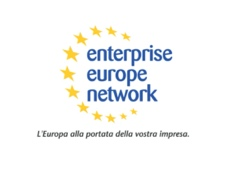 enterprise
europe
network
L'Europa alla portata della vostra impresa.